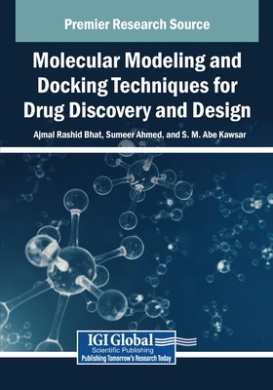 Premier Research Source
Molecular Modeling and
Docking Techniques for
Drug Discovery and Design
Ajmal Rashid Bhat, Sumeer Ahmed, and S. M. Abe Kawsar
IGI Global
Scientific Publishing
Publishing Tomorrow's Research Today